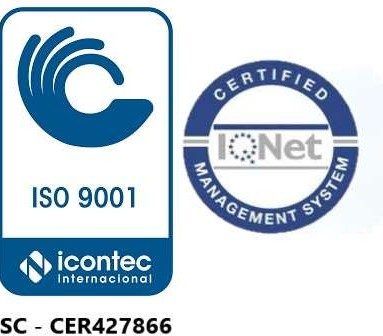 ISO 9001
icontec
internacional
CERTIFIED
IQNet
MANAGEMENT SYSTEM
SC - CER427866